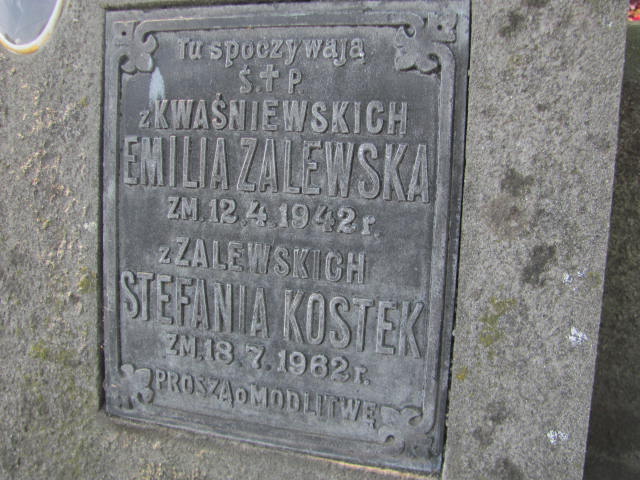 Tu spoczywają
Ś.✝P.
z KWAŚNIEWSKICH
EMILIA ZALEWSKA
ZM. 12.4.1942 r.
z ZALEWSKICH
STEFANIA KOSTEK
ZM. 18.7.1962 r.
PROSZĄ o MODLITWĘ